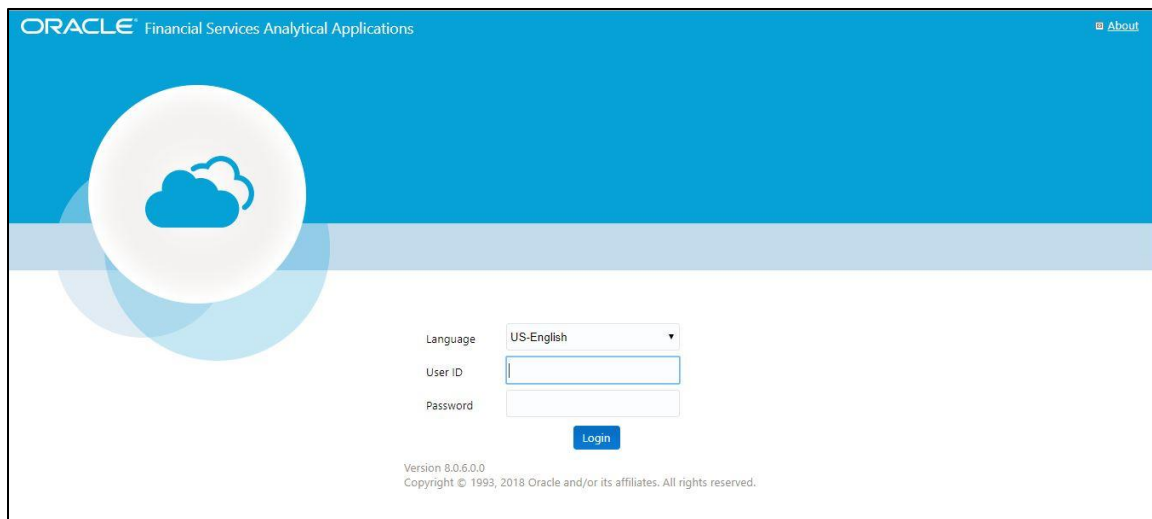 ORACLE® Financial Services Analytical Applications
About
Language US-English
User ID
Password
Login
Version 8.0.6.0.0
Copyright © 1993, 2018 Oracle and/or its affiliates. All rights reserved.